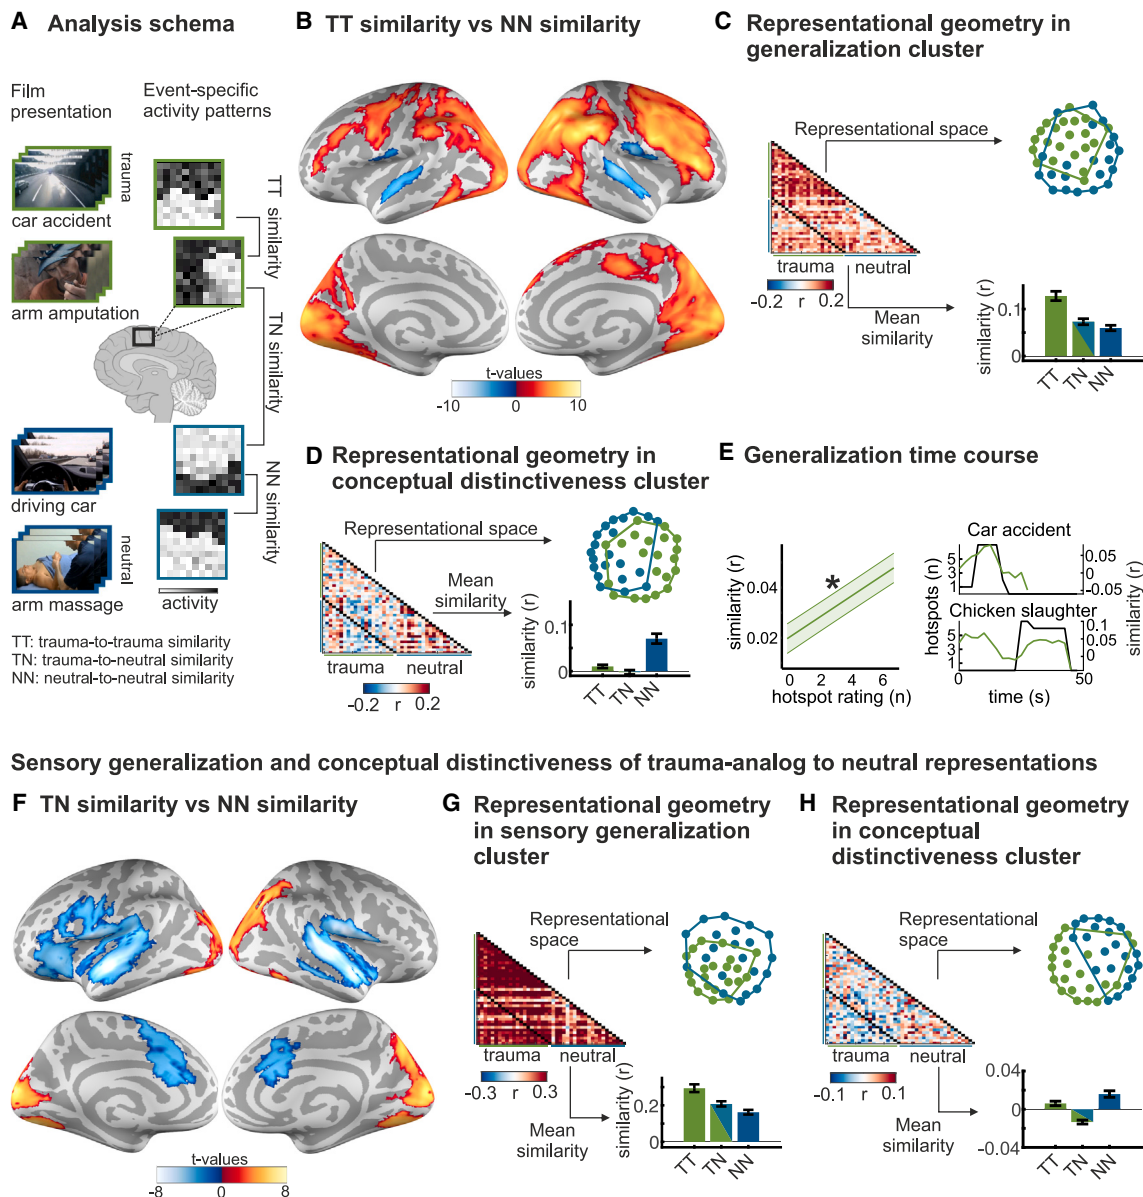 A Analysis schema
Film
presentation
Event-specific
activity patterns
trauma
car accident
arm amputation
driving car
neutral
arm massage
TT similarity
TN similarity
NN similarity
activity
TT: trauma-to-trauma similarity
TN: trauma-to-neutral similarity
NN: neutral-to-neutral similarity
B TT similarity vs NN similarity
t-values
-10 0 10
C Representational geometry in
generalization cluster
Representational space
trauma neutral
-0.2 r 0.2
Mean
similarity
similarity (r)
0.1
0
TT TN NN
D Representational geometry in
conceptual distinctiveness cluster
Representational space
Mean
similarity
trauma neutral
-0.2 r 0.2
similarity (r)
0.1
0
TT TN NN
E Generalization time course
similarity (r)
0.04
0.02
*
0 2 4 6
hotspot rating (n)
Car accident
5
3
1
0.05
0
-0.05
Chicken slaughter
5
3
1
0.1
0.05
0
hotspots (n)
similarity (r)
0 50
time (s)
Sensory generalization and conceptual distinctiveness of trauma-analog to neutral representations
F TN similarity vs NN similarity
t-values
-8 0 8
G Representational geometry
in sensory generalization
cluster
Representational
space
trauma neutral
-0.3 r 0.3
Mean
similarity
similarity (r)
0.2
0
TT TN NN
H Representational geometry
in conceptual
distinctiveness cluster
Representational
space
trauma neutral
-0.1 r 0.1
Mean
similarity
0.04
0
-0.04
TT TN NN